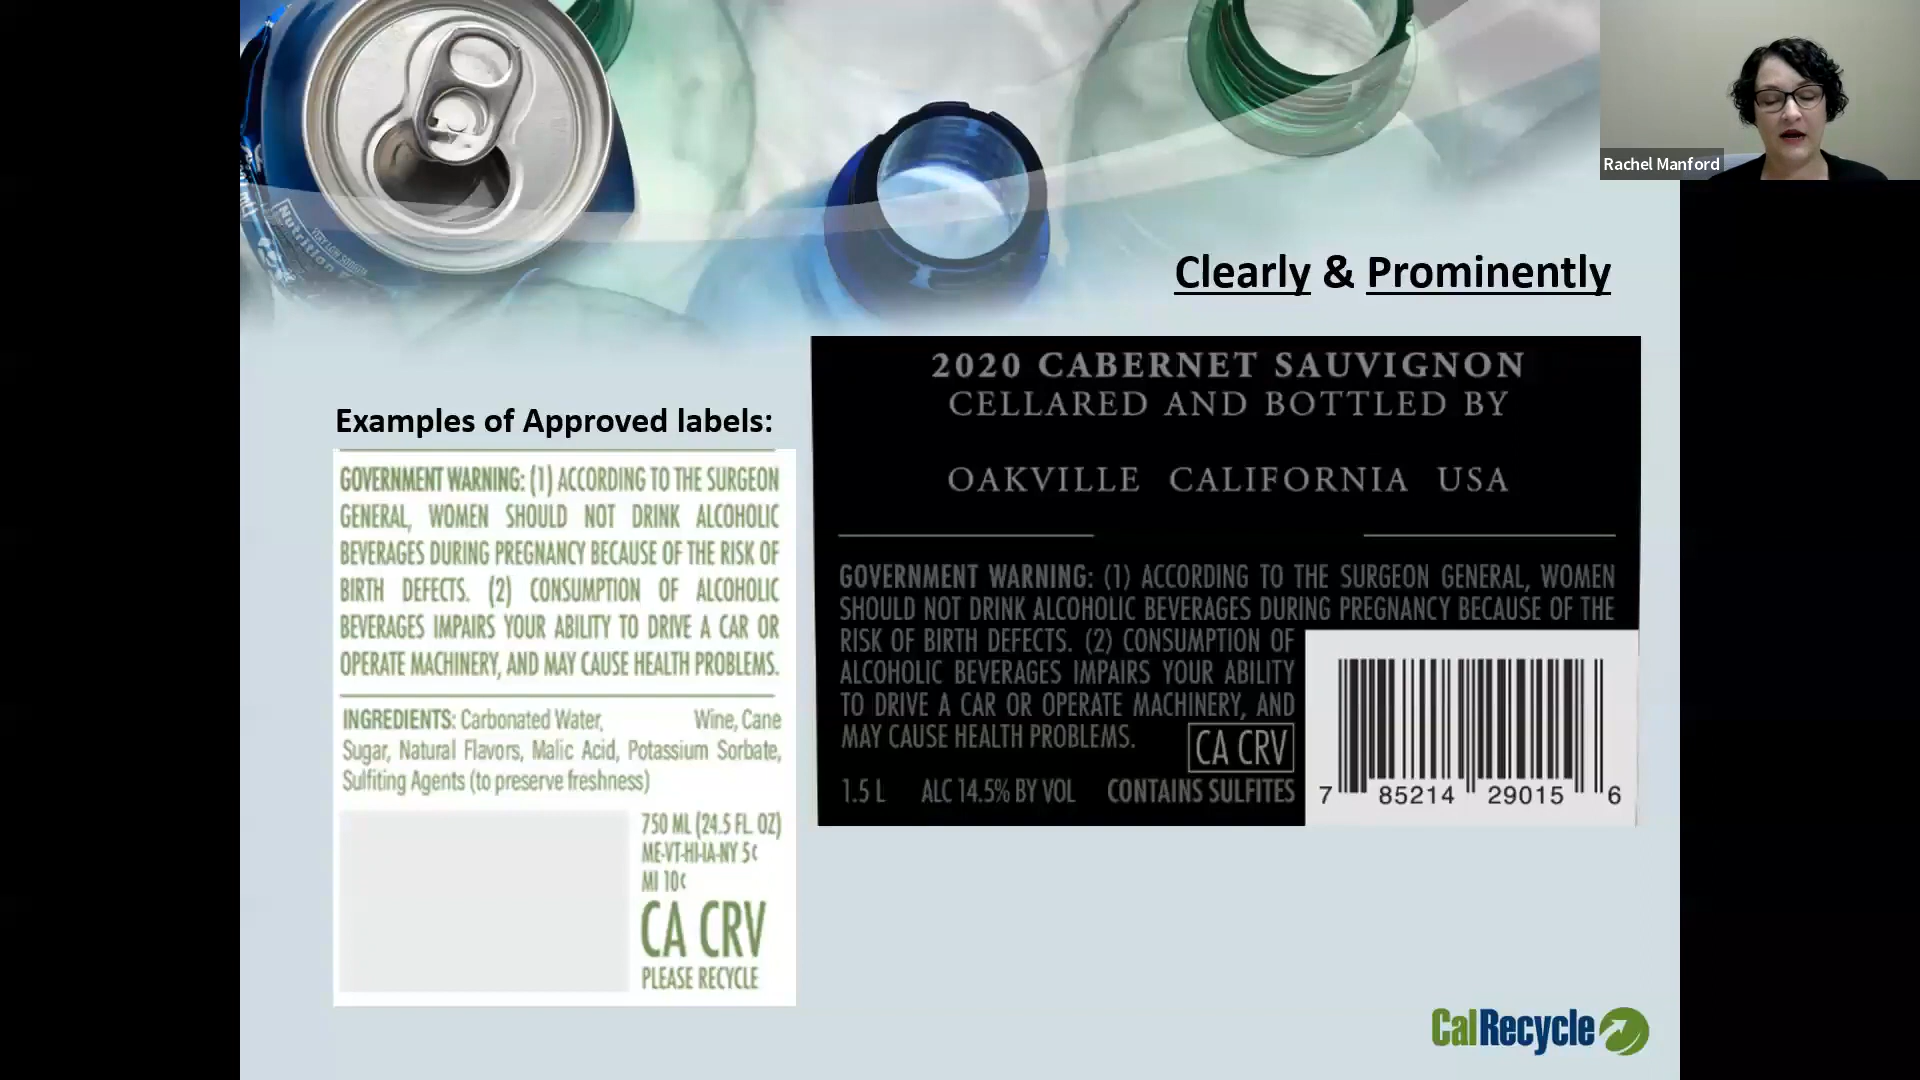 Nutrition
VERY LOW SODIUM
Rachel Manford
Clearly & Prominently
Examples of Approved labels:
GOVERNMENT WARNING: (1) ACCORDING TO THE SURGEON
GENERAL, WOMEN SHOULD NOT DRINK ALCOHOLIC
BEVERAGES DURING PREGNANCY BECAUSE OF THE RISK OF
BIRTH DEFECTS. (2) CONSUMPTION OF ALCOHOLIC
BEVERAGES IMPAIRS YOUR ABILITY TO DRIVE A CAR OR
OPERATE MACHINERY, AND MAY CAUSE HEALTH PROBLEMS.
INGREDIENTS: Carbonated Water, Wine, Cane
Sugar, Natural Flavors, Malic Acid, Potassium Sorbate,
Sulfiting Agents (to preserve freshness)
750 ML (24.5 FL. OZ)
ME-VT-HI-IA-NY 5¢
MI 10¢
CA CRV
PLEASE RECYCLE
2020 CABERNET SAUVIGNON
CELLARED AND BOTTLED BY
OAKVILLE CALIFORNIA USA
GOVERNMENT WARNING: (1) ACCORDING TO THE SURGEON GENERAL, WOMEN
SHOULD NOT DRINK ALCOHOLIC BEVERAGES DURING PREGNANCY BECAUSE OF THE
RISK OF BIRTH DEFECTS. (2) CONSUMPTION OF
ALCOHOLIC BEVERAGES IMPAIRS YOUR ABILITY
TO DRIVE A CAR OR OPERATE MACHINERY, AND
MAY CAUSE HEALTH PROBLEMS.
CA CRV
1.5 L ALC 14.5% BY VOL CONTAINS SULFITES
7 85214 29015 6
CalRecycle